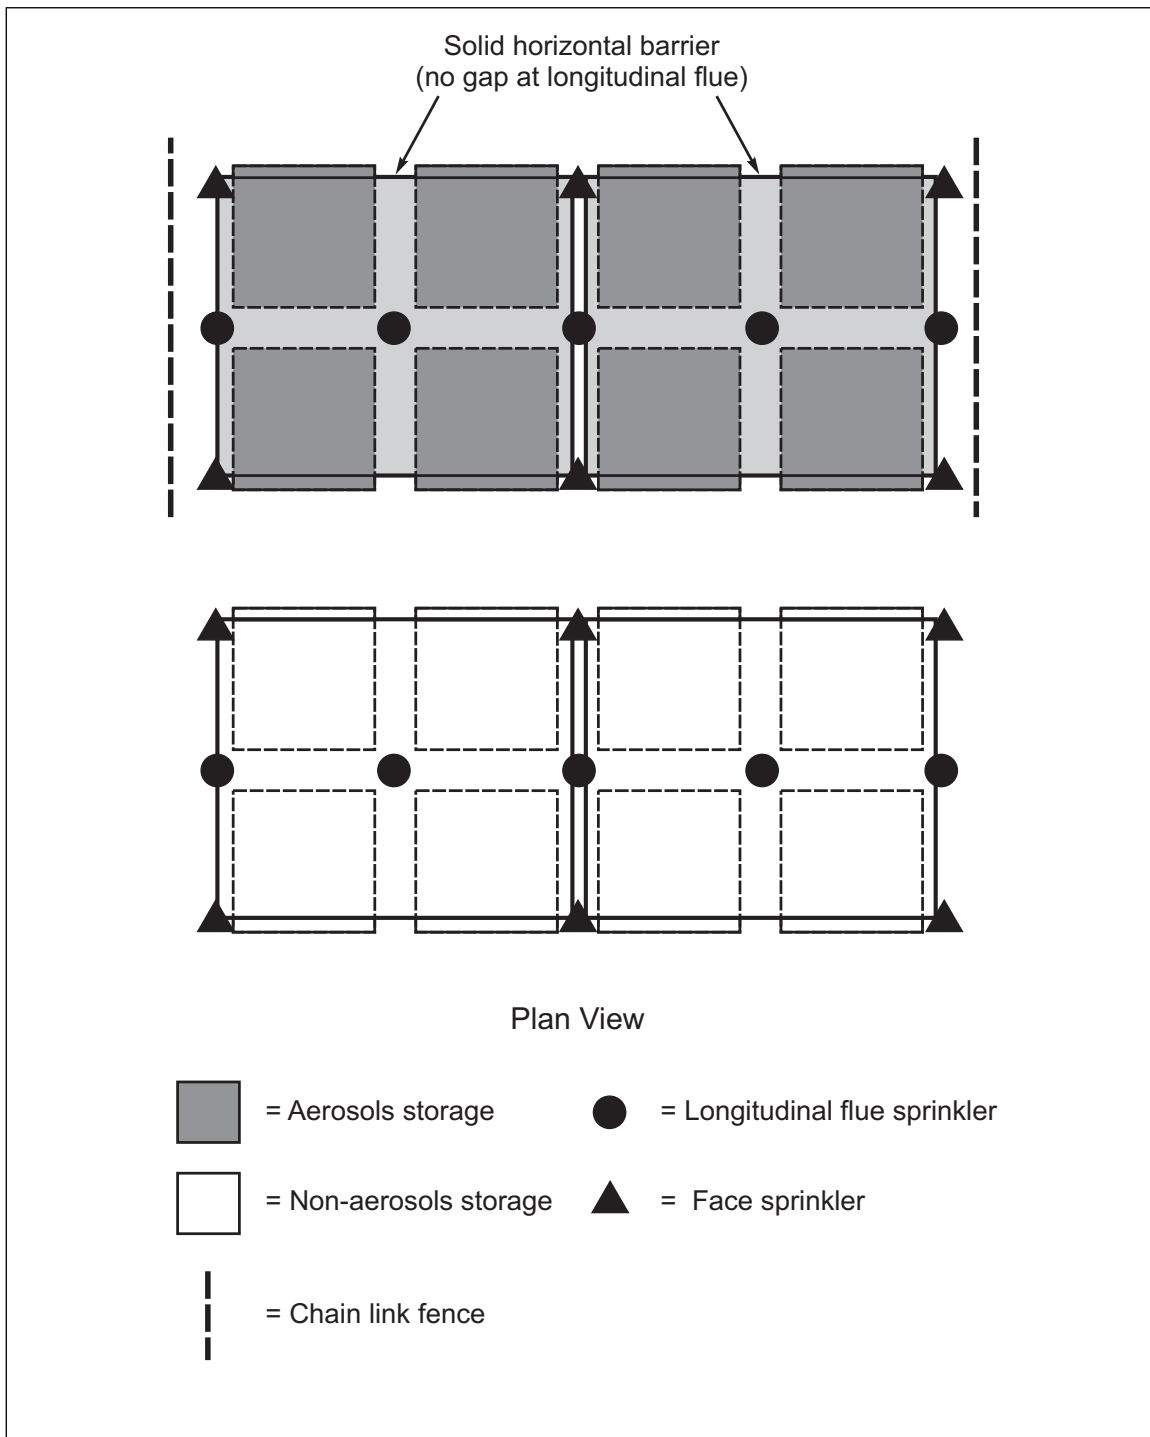 Solid horizontal barrier
(no gap at longitudinal flue)
Plan View
= Aerosols storage
= Longitudinal flue sprinkler
= Non-aerosols storage
= Face sprinkler
= Chain link fence